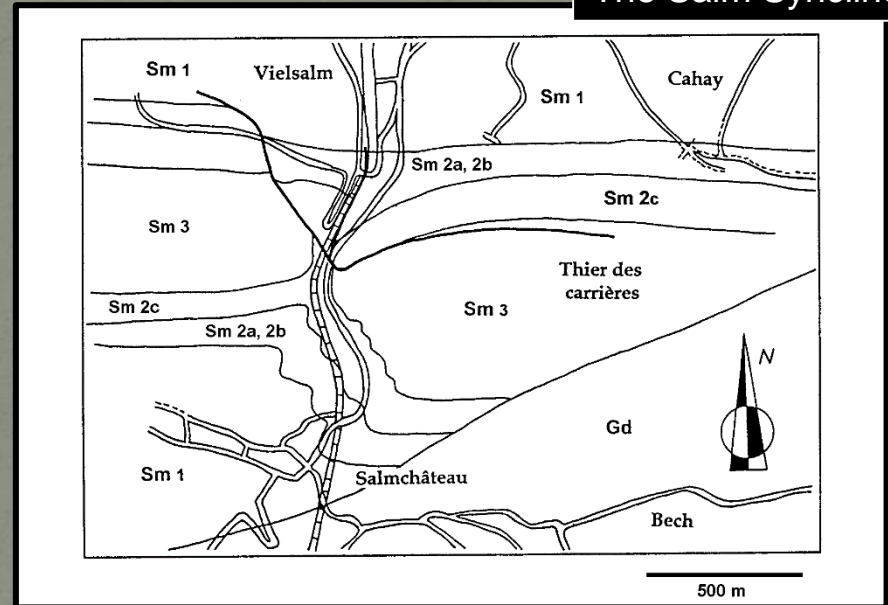 The Salm Synclin
Sm 1
Vielsalm
Sm 1
Cahay
Sm 2a, 2b
Sm 2c
Sm 3
Thier des
carrières
Sm 2c
Sm 3
Sm 2a, 2b
N
Gd
Sm 1
Salmchâteau
Bech
500 m